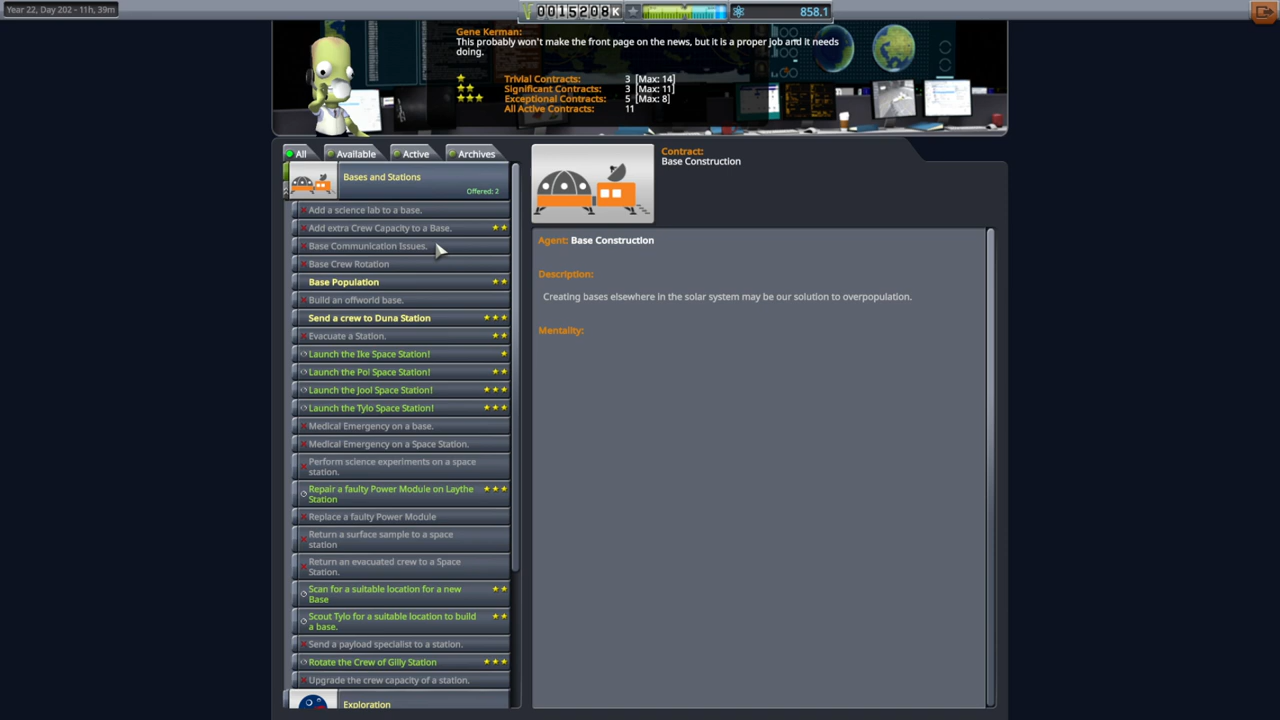 Year 22, Day 202 - 11h, 39m
0015208K
858.1
Gene Kerman:
This probably won't make the front page on the news, but it is a proper job and it needs
doing.
Trivial Contracts: 3 [Max: 14]
Significant Contracts: 3 [Max: 11]
Exceptional Contracts: 5 [Max: 8]
All Active Contracts: 11
All
Available
Active
Archives
Bases and Stations
Offered: 2
Add a science lab to a base.
Add extra Crew Capacity to a Base.
Base Communication Issues.
Base Crew Rotation
Base Population
Build an offworld base.
Send a crew to Duna Station
Evacuate a Station.
Launch the Ike Space Station!
Launch the Pol Space Station!
Launch the Jool Space Station!
Launch the Tylo Space Station!
Medical Emergency on a base.
Medical Emergency on a Space Station.
Perform science experiments on a space
station.
Repair a faulty Power Module on Laythe
Station
Replace a faulty Power Module
Return a surface sample to a space
station
Return an evacuated crew to a Space
Station.
Scan for a suitable location for a new
Base
Scout Tylo for a suitable location to build
a base.
Send a payload specialist to a station.
Rotate the Crew of Gilly Station
Upgrade the crew capacity of a station.
Exploration
Contract:
Base Construction
Agent: Base Construction
Description:
Creating bases elsewhere in the solar system may be our solution to overpopulation.
Mentality: